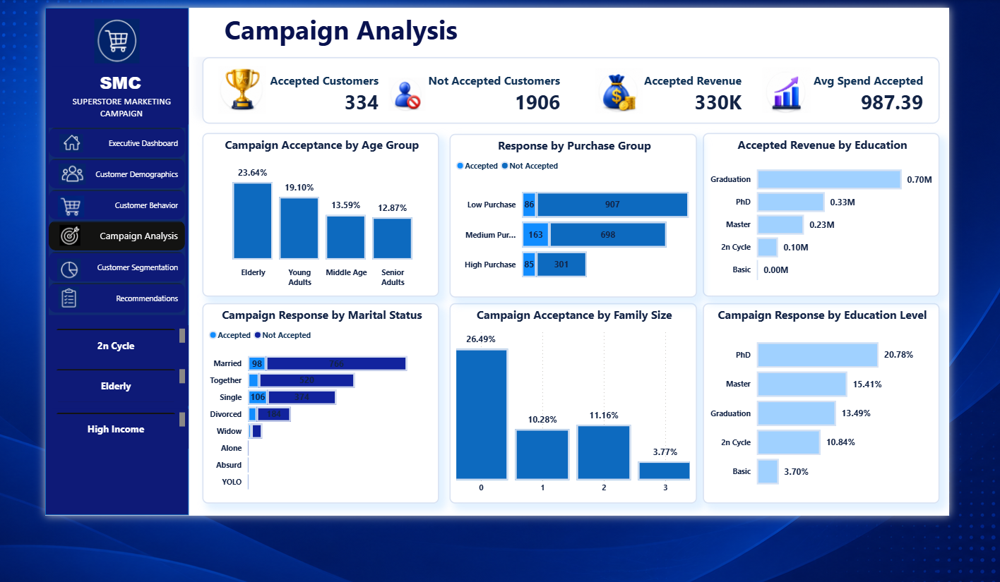 SMC
SUPERSTORE MARKETING
CAMPAIGN
Executive Dashboard
Customer Demographics
Customer Behavior
Campaign Analysis
Customer Segmentation
Recommendations
2n Cycle
Elderly
High Income
Campaign Analysis
Accepted Customers
334
Not Accepted Customers
1906
Accepted Revenue
330K
Avg Spend Accepted
987.39
Campaign Acceptance by Age Group
23.64%
19.10%
13.59%
12.87%
Elderly
Young
Adults
Middle Age
Senior
Adults
Response by Purchase Group
Accepted
Not Accepted
Low Purchase 86 907
Medium Pur... 163 698
High Purchase 85 301
Accepted Revenue by Education
Graduation 0.70M
PhD 0.33M
Master 0.23M
2n Cycle 0.10M
Basic 0.00M
Campaign Response by Marital Status
Accepted
Not Accepted
Married 98 766
Together 520
Single 106 374
Divorced 184
Widow
Alone
Absurd
YOLO
Campaign Acceptance by Family Size
26.49%
10.28%
11.16%
3.77%
0 1 2 3
Campaign Response by Education Level
PhD 20.78%
Master 15.41%
Graduation 13.49%
2n Cycle 10.84%
Basic 3.70%